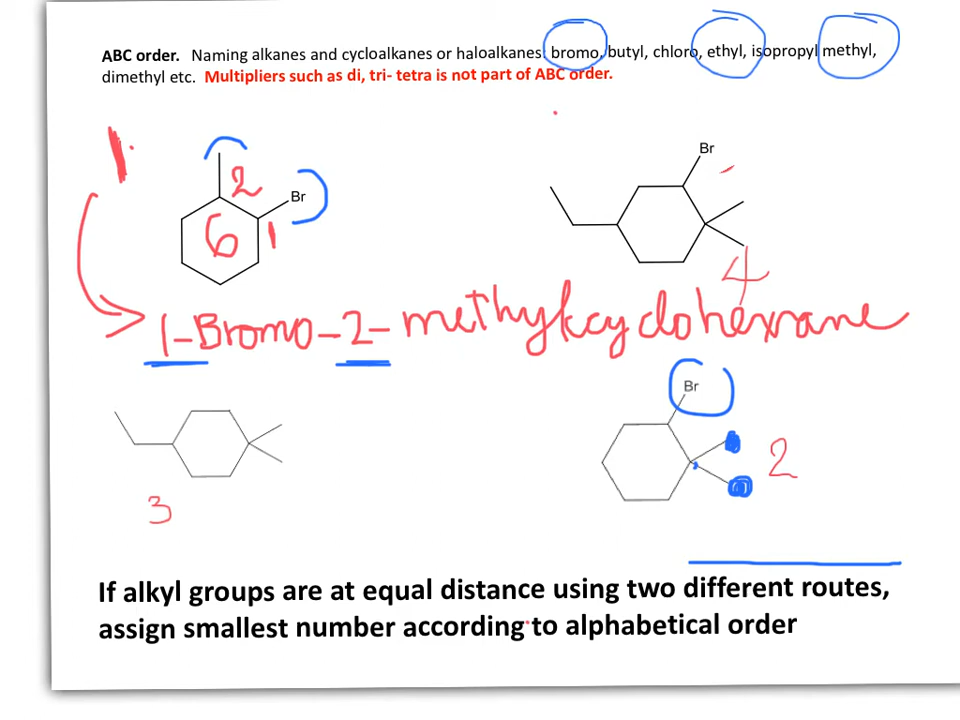 ABC order. Naming alkanes and cycloalkanes or haloalkanes: bromo, butyl, chloro, ethyl, isopropyl methyl,
dimethyl etc. Multipliers such as di, tri- tetra is not part of ABC order.
1.
2
Br
6
1
Br
4
1-Bromo-2-methylcyclohexane
Br
2
3
If alkyl groups are at equal distance using two different routes,
assign smallest number according to alphabetical order